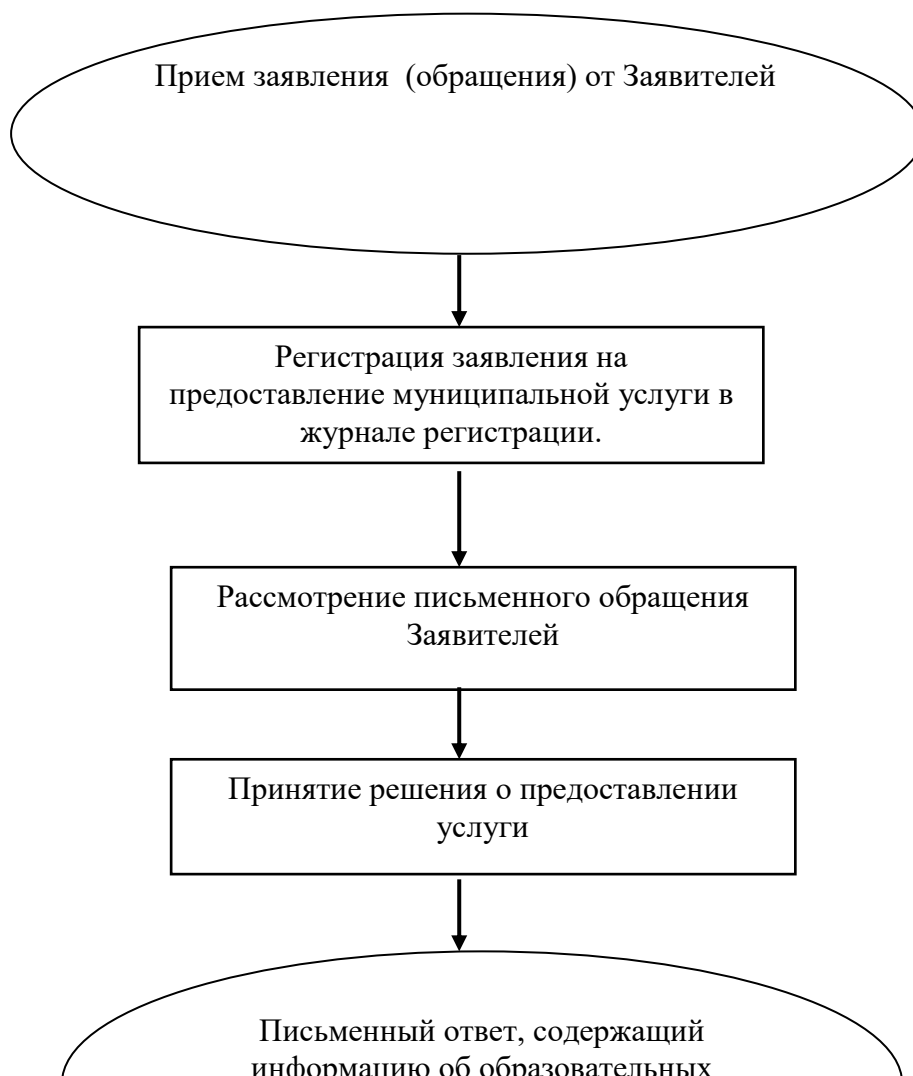 Прием заявления  (обращения) от Заявителей
Регистрация заявления на
предоставление муниципальной услуги в
журнале регистрации.
Рассмотрение письменного обращения
Заявителей
Принятие решения о предоставлении
услуги
Письменный ответ, содержащий
информацию об образовательных